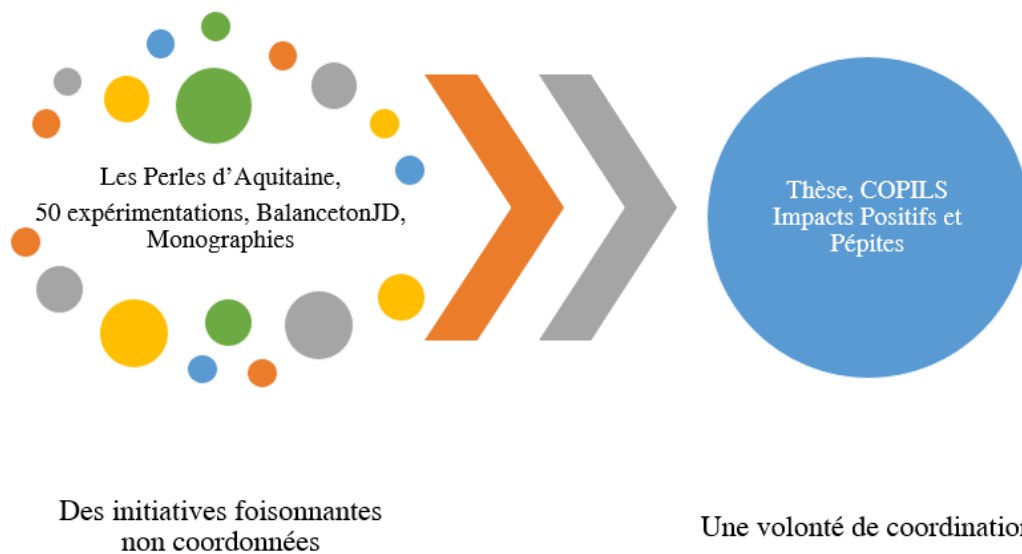 Les Perles d’Aquitaine,
50 expérimentations, BalancetonJD,
Monographies
Thèse, COPILS
Impacts Positifs et
Pépites
Des initiatives foisonnantes
non coordonnées
Une volonté de coordination